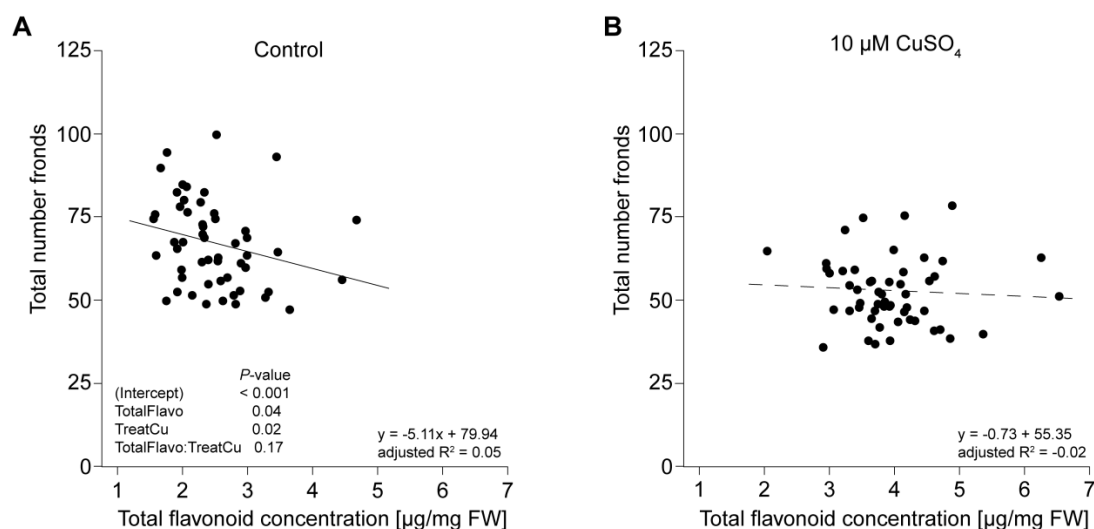 A
Control
Total number fronds
125
100
75
50
25
0
P-value
(Intercept) < 0.001
TotalFlavo 0.04
TreatCu 0.02
TotalFlavo:TreatCu 0.17
y = -5.11x + 79.94
adjusted R² = 0.05
1 2 3 4 5 6 7
Total flavonoid concentration [µg/mg FW]
B
10 µM CuSO₄
Total number fronds
125
100
75
50
25
0
y = -0.73 + 55.35
adjusted R² = -0.02
1 2 3 4 5 6 7
Total flavonoid concentration [µg/mg FW]